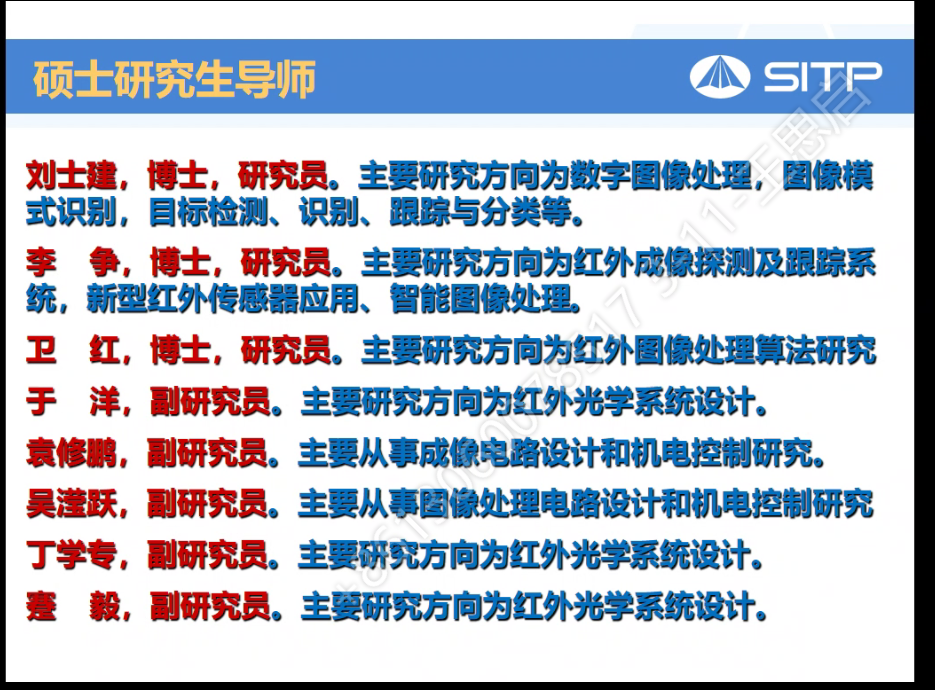 硕士研究生导师
SITP
刘士建，博士，研究员。主要研究方向为数字图像处理，图像模
式识别，目标检测、识别、跟踪与分类等。
李 争，博士，研究员。主要研究方向为红外成像探测及跟踪系
统，新型红外传感器应用、智能图像处理。
卫 红，博士，研究员。主要研究方向为红外图像处理算法研究
于 洋，副研究员。主要研究方向为红外光学系统设计。
袁修鹏，副研究员。主要从事成像电路设计和机电控制研究。
吴滢跃，副研究员。主要从事图像处理电路设计和机电控制研究
丁学专，副研究员。主要研究方向为红外光学系统设计。
蹇 毅，副研究员。主要研究方向为红外光学系统设计。